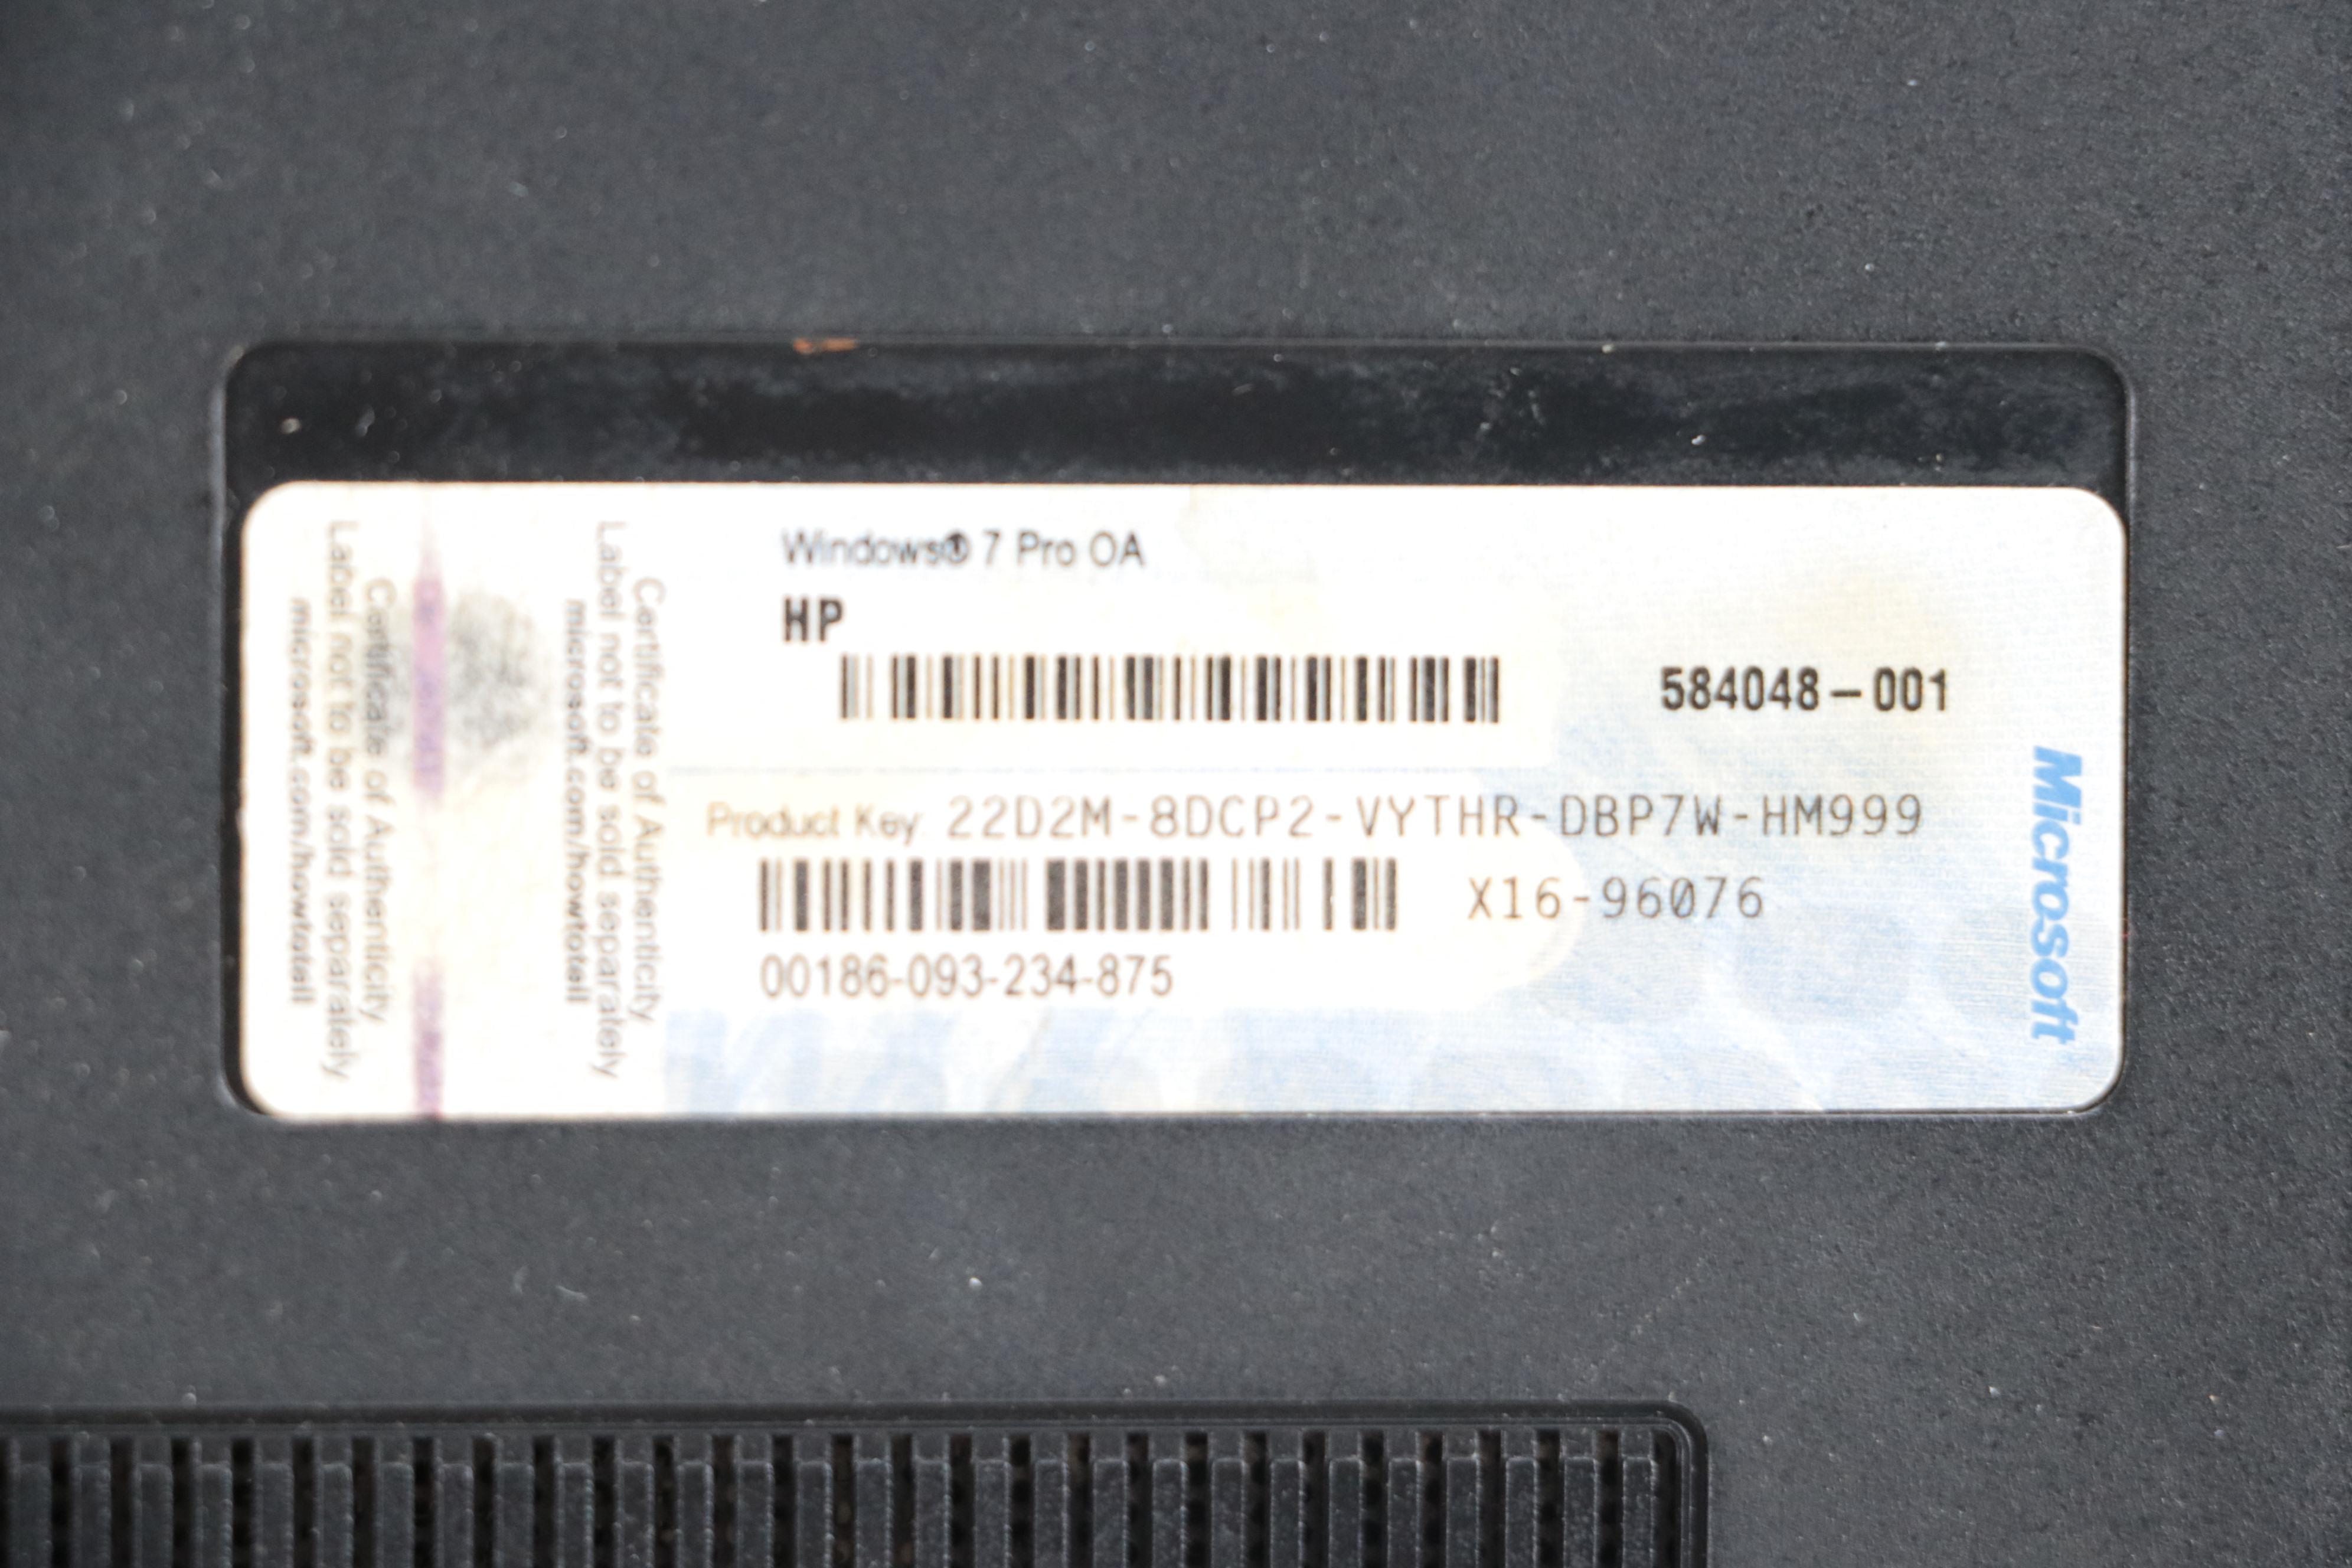 Windows® 7 Pro OA
HP
584048-001
Product Key: 22D2M-8DCP2-VYTHR-DBP7W-HM999
X16-96076
00186-093-234-875
Certificate of Authenticity
Label not to be sold separately
microsoft.com/howtotell
Certificate of Authenticity
Label not to be sold separately
microsoft.com/howtotell
Microsoft